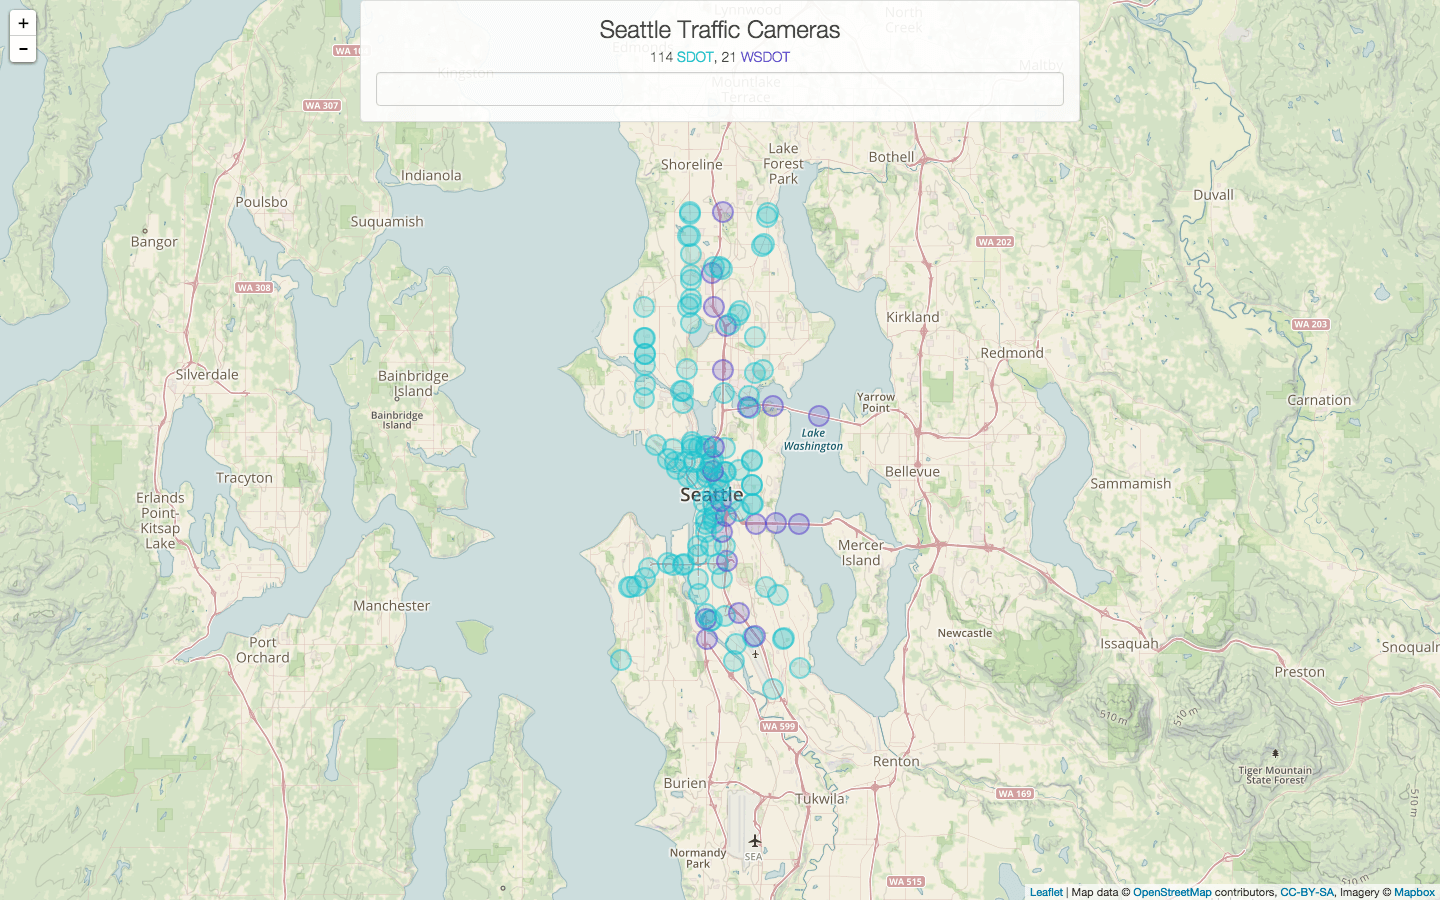 +
-
Seattle Traffic Cameras
114 SDOT, 21 WSDOT
Lynnwood
North
Creek
Edmonds
Kingston
Mountlake
Terrace
Maltby
WA 307
Shoreline
Lake
Forest
Park
Bothell
Indianola
Poulsbo
Suquamish
Bangor
Duvall
WA 202
WA 308
Kirkland
WA 203
Redmond
Silverdale
Bainbridge
Island
Bainbridge
Island
Yarrow
Point
Carnation
Lake
Washington
Tracyton
Bellevue
Sammamish
Seattle
Erlands
Point-
Kitsap
Lake
Mercer
Island
Manchester
Port
Orchard
Newcastle
Issaquah
Preston
Snoqualm
510 m
510 m
WA 599
Renton
Tiger Mountain
State Forest
Burien
Tukwila
WA 169
510 m
Normandy
Park
SEA
WA 515
Leaflet | Map data © OpenStreetMap contributors, CC-BY-SA, Imagery © Mapbox